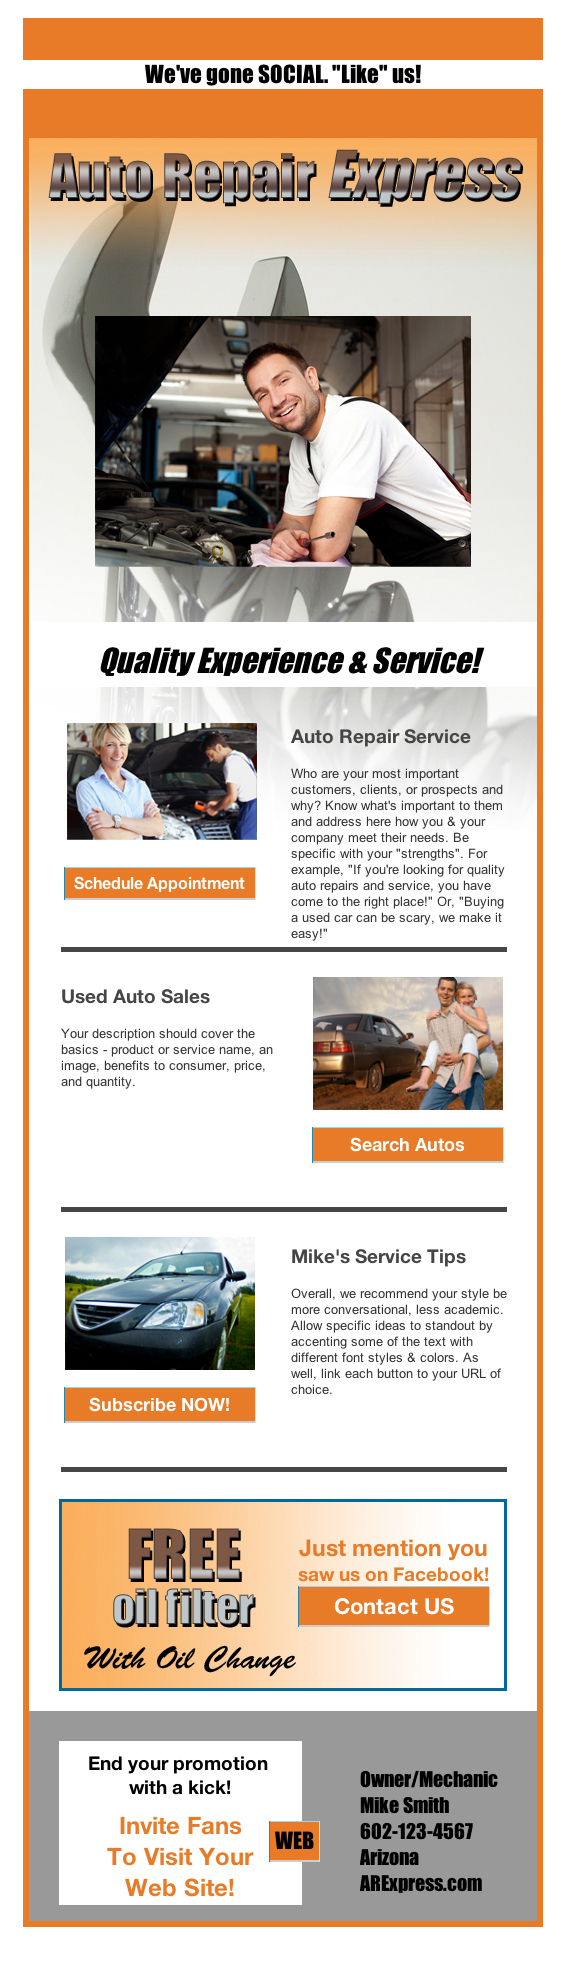 We've gone SOCIAL. "Like" us!
Auto Repair Express
Quality Experience & Service!
Auto Repair Service
Who are your most important
customers, clients, or prospects and
why? Know what's important to them
and address here how you & your
company meet their needs. Be
specific with your "strengths". For
example, "If you're looking for quality
auto repairs and service, you have
come to the right place!" Or, "Buying
a used car can be scary, we make it
easy!"
Schedule Appointment
Used Auto Sales
Your description should cover the
basics - product or service name, an
image, benefits to consumer, price,
and quantity.
Search Autos
Mike's Service Tips
Overall, we recommend your style be
more conversational, less academic.
Allow specific ideas to standout by
accenting some of the text with
different font styles & colors. As
well, link each button to your URL of
choice.
Subscribe NOW!
FREE
oil filter
With Oil Change
Just mention you
saw us on Facebook!
Contact US
End your promotion
with a kick!
Invite Fans
To Visit Your
Web Site!
WEB
Owner/Mechanic
Mike Smith
602-123-4567
Arizona
ARExpress.com